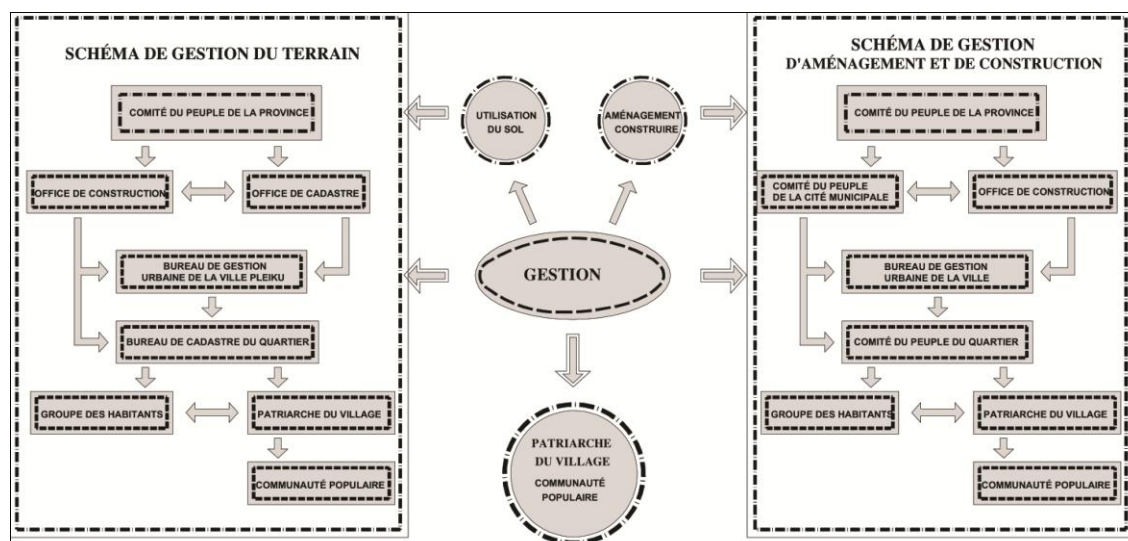 SCHÉMA DE GESTION DU TERRAIN
COMITÉ DU PEUPLE DE LA PROVINCE
OFFICE DE CONSTRUCTION
OFFICE DE CADASTRE
BUREAU DE GESTION
URBAINE DE LA VILLE PLEIKU
BUREAU DE CADASTRE DU QUARTIER
GROUPE DES HABITANTS
PATRIARCHE DU VILLAGE
COMMUNAUTÉ POPULAIRE
UTILISATION
DU SOL
AMÉNAGEMENT
CONSTRUIRE
GESTION
PATRIARCHE
DU VILLAGE
COMMUNAUTÉ
POPULAIRE
SCHÉMA DE GESTION
D'AMÉNAGEMENT ET DE CONSTRUCTION
COMITÉ DU PEUPLE DE LA PROVINCE
COMITÉ DU PEUPLE
DE LA CITÉ MUNICIPALE
OFFICE DE CONSTRUCTION
BUREAU DE GESTION
URBAINE DE LA VILLE
COMITÉ DU PEUPLE DU QUARTIER
GROUPE DES HABITANTS
PATRIARCHE DU VILLAGE
COMMUNAUTÉ POPULAIRE